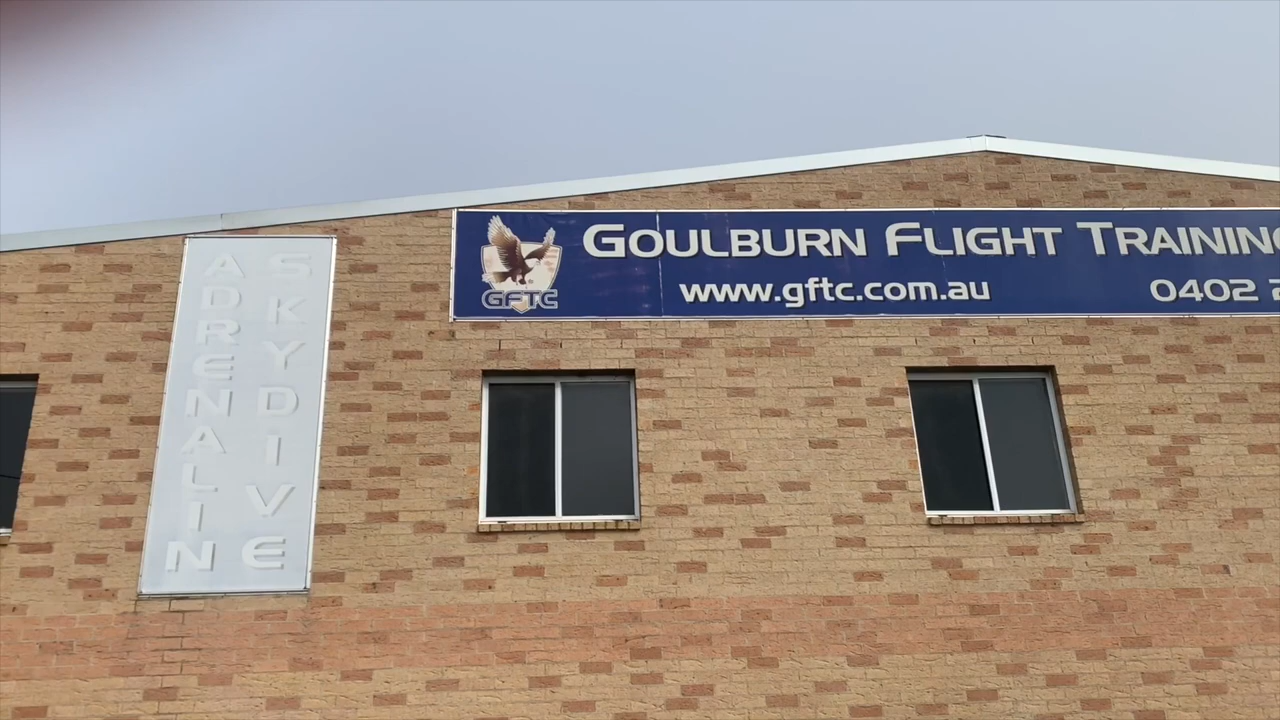 ADRENALIN
SKYDIVE
GFTC
GOULBURN FLIGHT TRAINING
www.gftc.com.au
0402